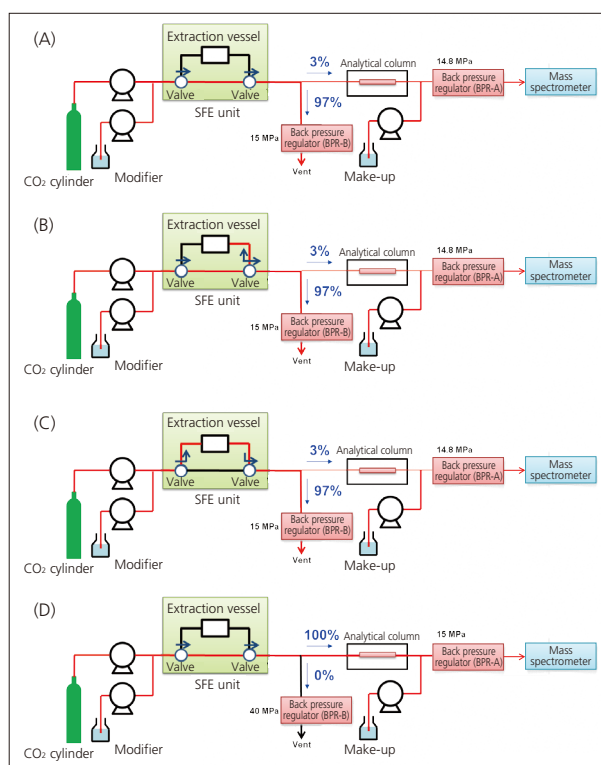 (A)
Extraction vessel
Valve
Valve
SFE unit
CO₂ cylinder
Modifier
3%
97%
Analytical column
14.8 MPa
Back pressure
regulator (BPR-A)
Mass
spectrometer
15 MPa
Back pressure
regulator (BPR-B)
Vent
Make-up
(B)
Extraction vessel
Valve
Valve
SFE unit
CO₂ cylinder
Modifier
3%
97%
Analytical column
14.8 MPa
Back pressure
regulator (BPR-A)
Mass
spectrometer
15 MPa
Back pressure
regulator (BPR-B)
Vent
Make-up
(C)
Extraction vessel
Valve
Valve
SFE unit
CO₂ cylinder
Modifier
3%
97%
Analytical column
14.8 MPa
Back pressure
regulator (BPR-A)
Mass
spectrometer
15 MPa
Back pressure
regulator (BPR-B)
Vent
Make-up
(D)
Extraction vessel
Valve
Valve
SFE unit
CO₂ cylinder
Modifier
100%
0%
Analytical column
15 MPa
Back pressure
regulator (BPR-A)
Mass
spectrometer
40 MPa
Back pressure
regulator (BPR-B)
Vent
Make-up